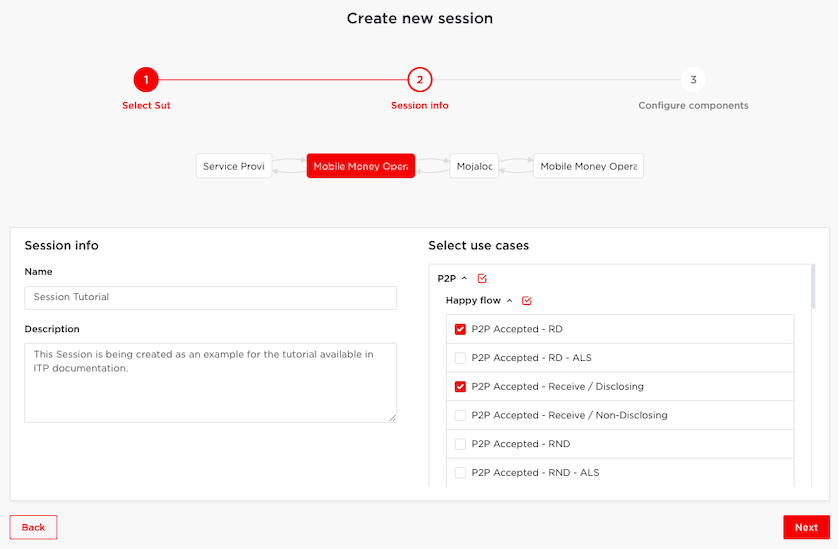 Create new session
1
2
3
Select Sut
Session info
Configure components
Service Provi
Mobile Money Opera
Mojaloo
Mobile Money Opera
Session info
Name
Session Tutorial
Description
This Session is being created as an example for the tutorial available in
ITP documentation.
Select use cases
P2P
Happy flow
P2P Accepted - RD
P2P Accepted - RD - ALS
P2P Accepted - Receive / Disclosing
P2P Accepted - Receive / Non-Disclosing
P2P Accepted - RND
P2P Accepted - RND - ALS
Back
Next